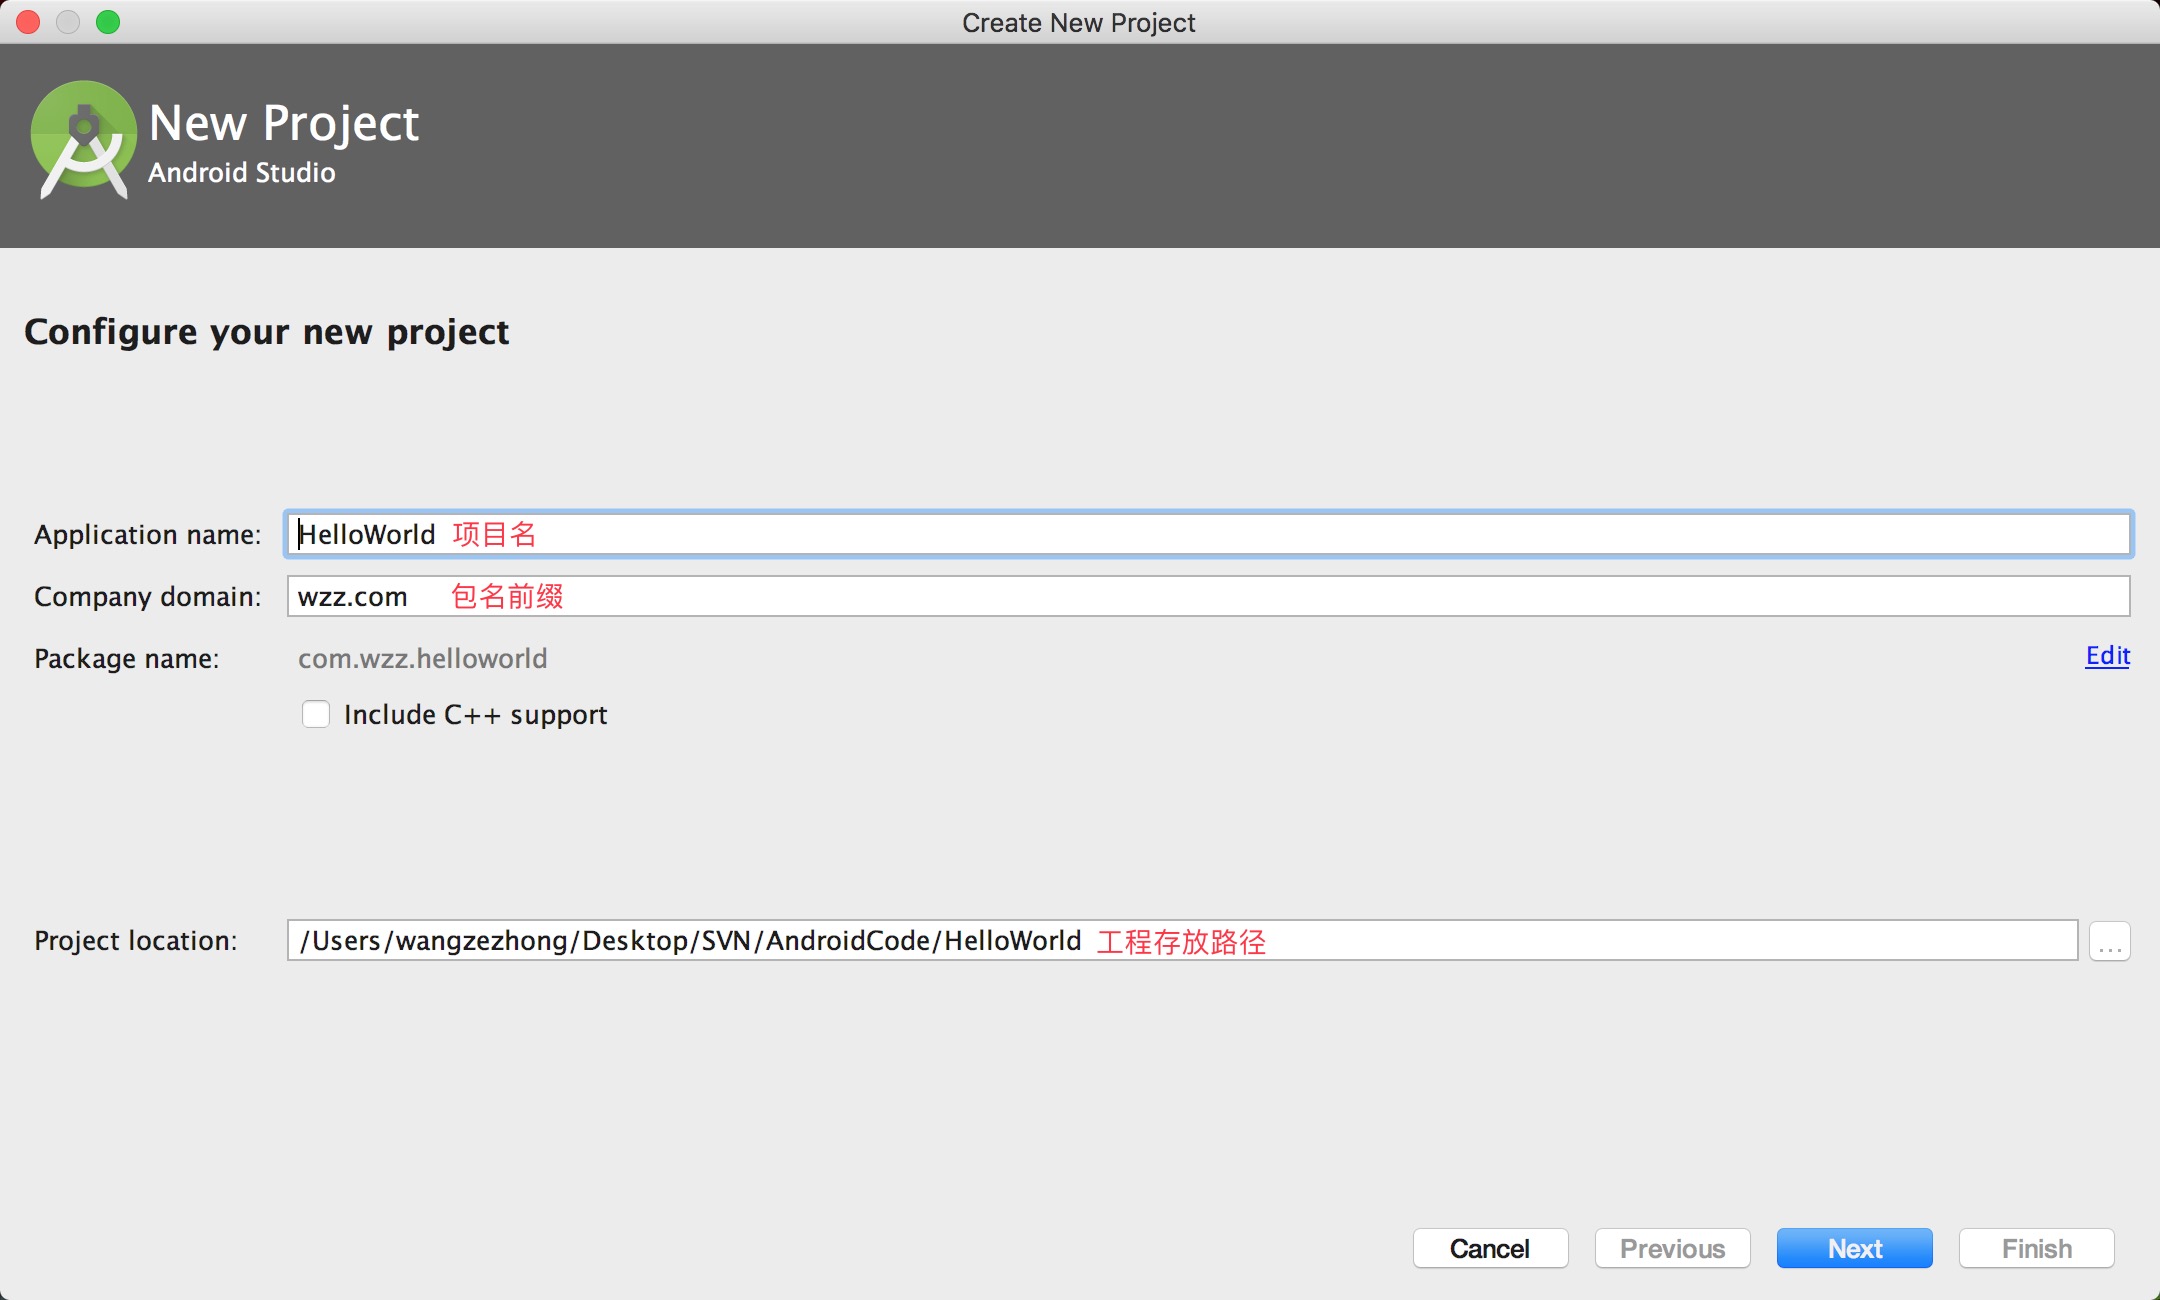 Create New Project
New Project
Android Studio
Configure your new project
Application name: HelloWorld 项目名
Company domain: wzz.com 包名前缀
Package name: com.wzz.helloworld Edit
Include C++ support
Project location: /Users/wangzezhong/Desktop/SVN/AndroidCode/HelloWorld 工程存放路径 ...
Cancel Previous Next Finish